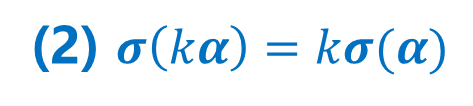 (2) 𝝈(𝑘𝜶) = 𝑘𝝈(𝜶)